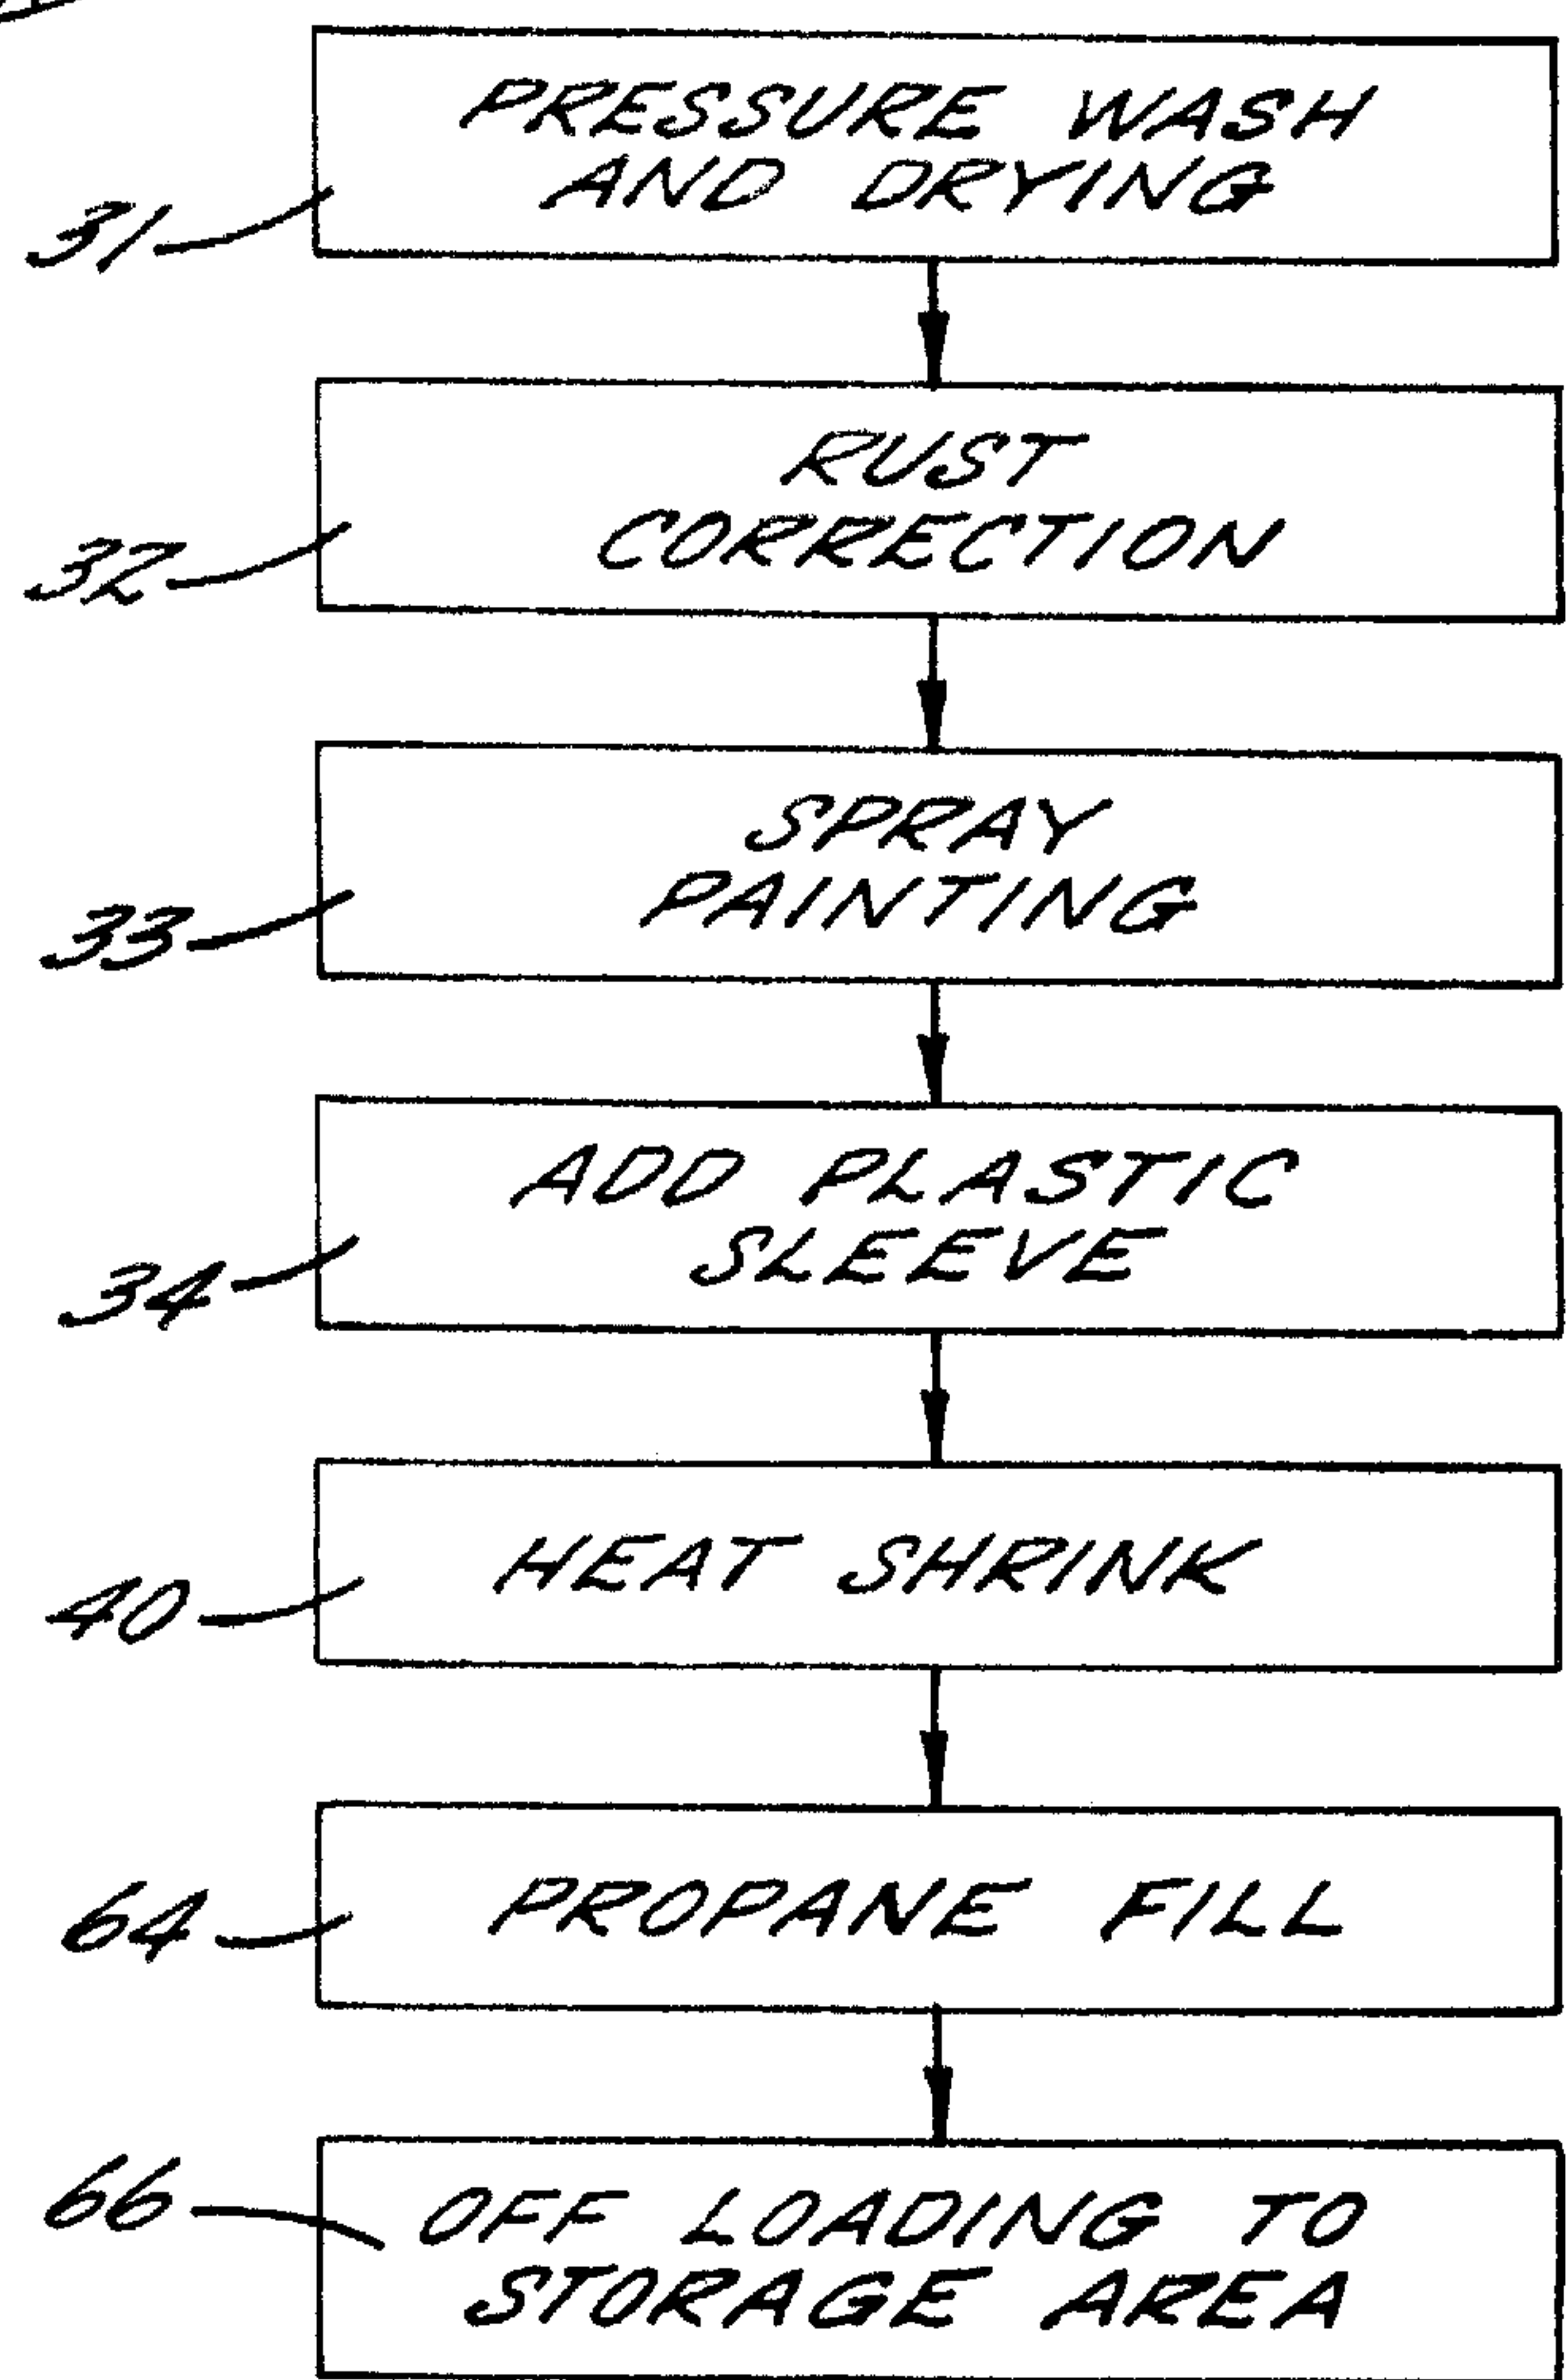 PRESSURE WASH
AND DRYING
31
RUST
CORRECTION
32
SPRAY
PAINTING
33
ADD PLASTIC
SLEEVE
34
HEAT SHRINK
40
PROPANE FILL
64
66
OFF LOADING TO
STORAGE AREA